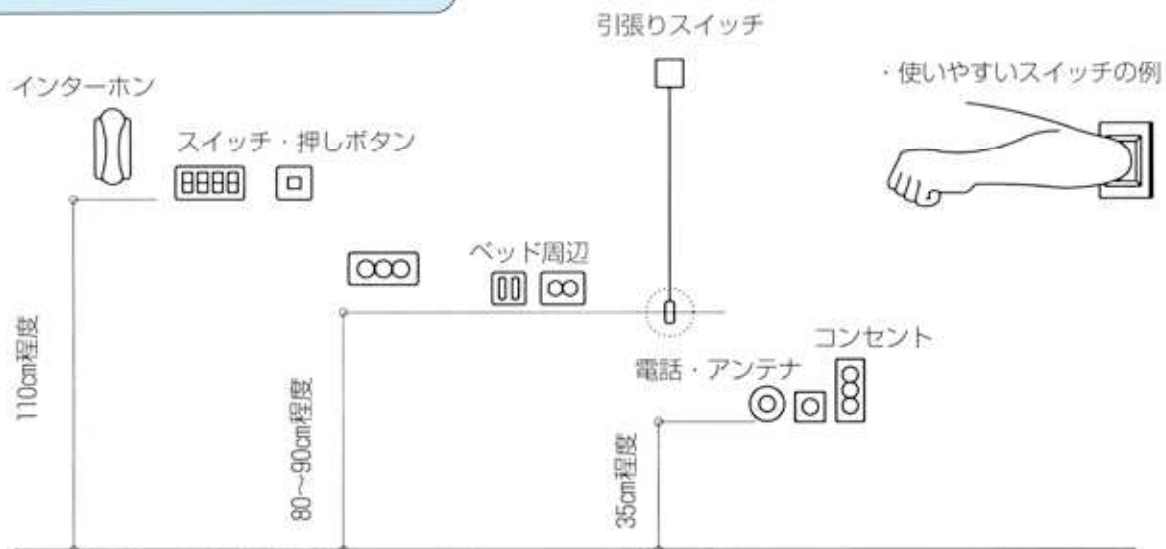 引張りスイッチ
インターホン
・使いやすいスイッチの例
スイッチ・押しボタン
ベッド周辺
コンセント
電話・アンテナ
110cm程度
80〜90cm程度
35cm程度